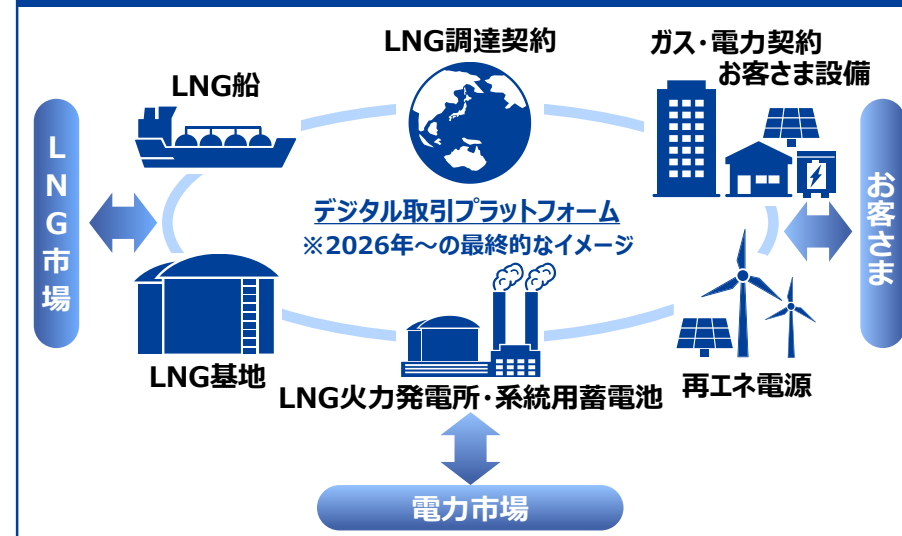 LNG調達契約
ガス・電力契約
お客さま設備
LNG船
LNG市場
お客さま
デジタル取引プラットフォーム
※2026年~の最終的なイメージ
LNG基地
LNG火力発電所・系統用蓄電池
再エネ電源
電力市場